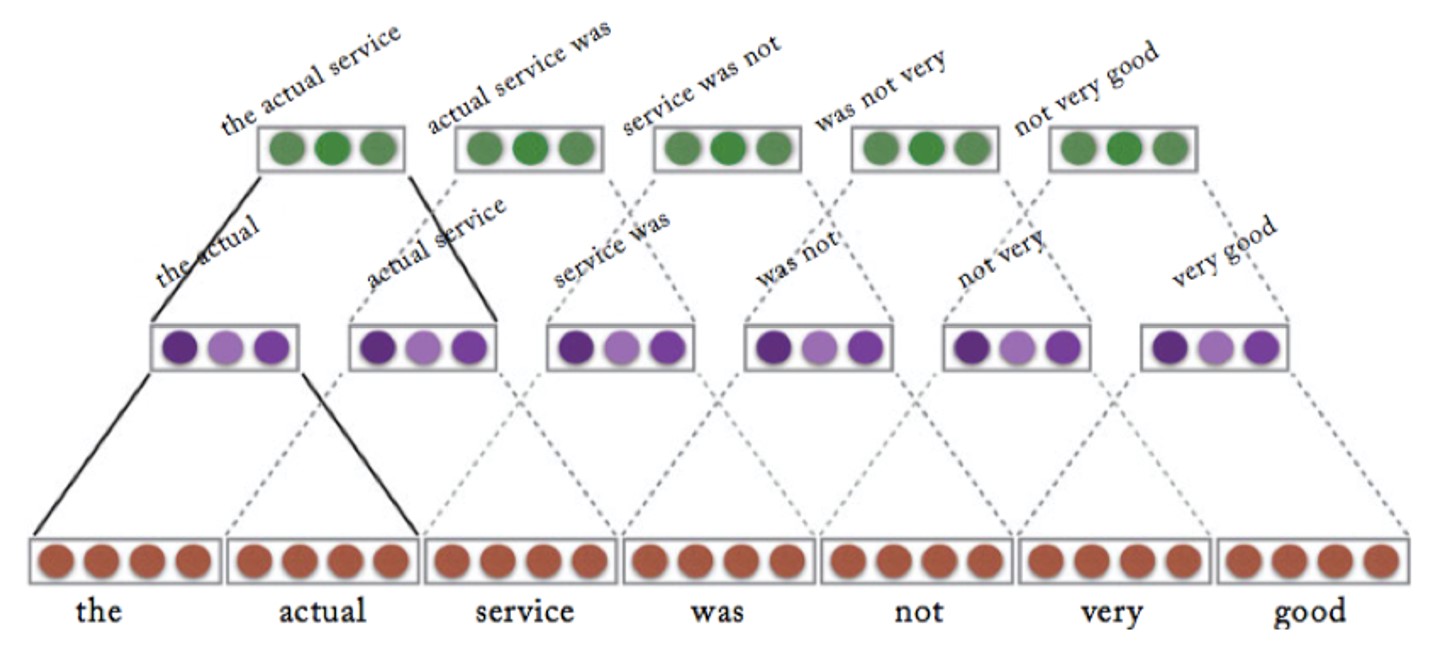 the actual service
actual service was
service was not
was not very
not very good
the actual
actual service
service was
was not
not very
very good
the
actual
service
was
not
very
good